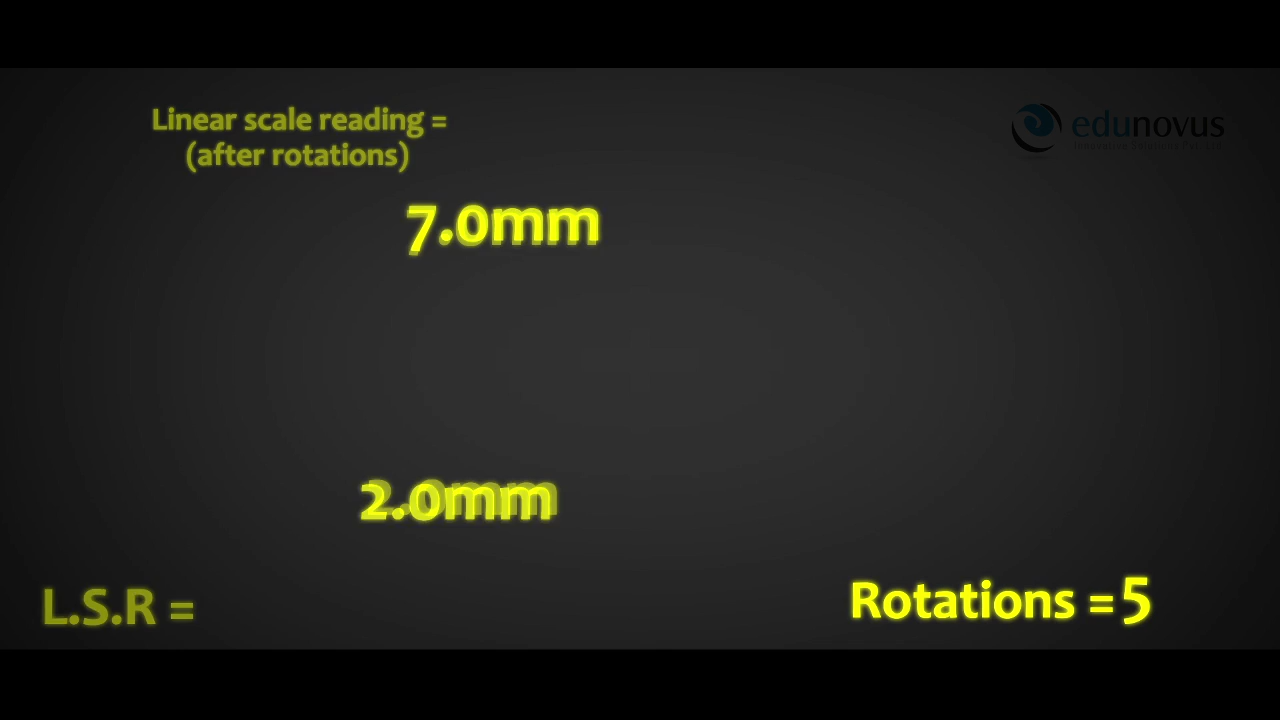 Linear scale reading =
(after rotations)
edunovus
7.0mm
2.0mm
L.S.R =
Rotations = 5